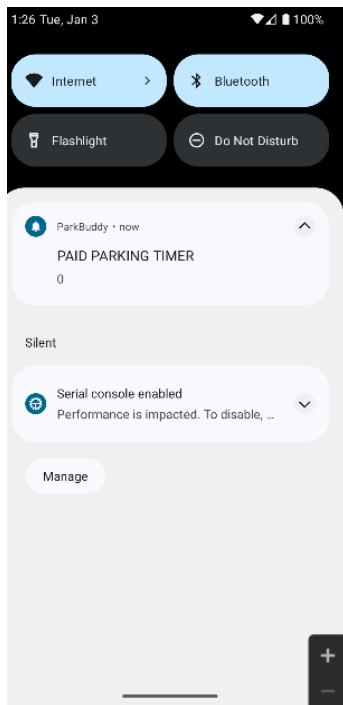 1:26 Tue, Jan 3 100%
Internet
Bluetooth
Flashlight
Do Not Disturb
ParkBuddy • now
PAID PARKING TIMER
0
Silent
Serial console enabled
Performance is impacted. To disable, ...
Manage